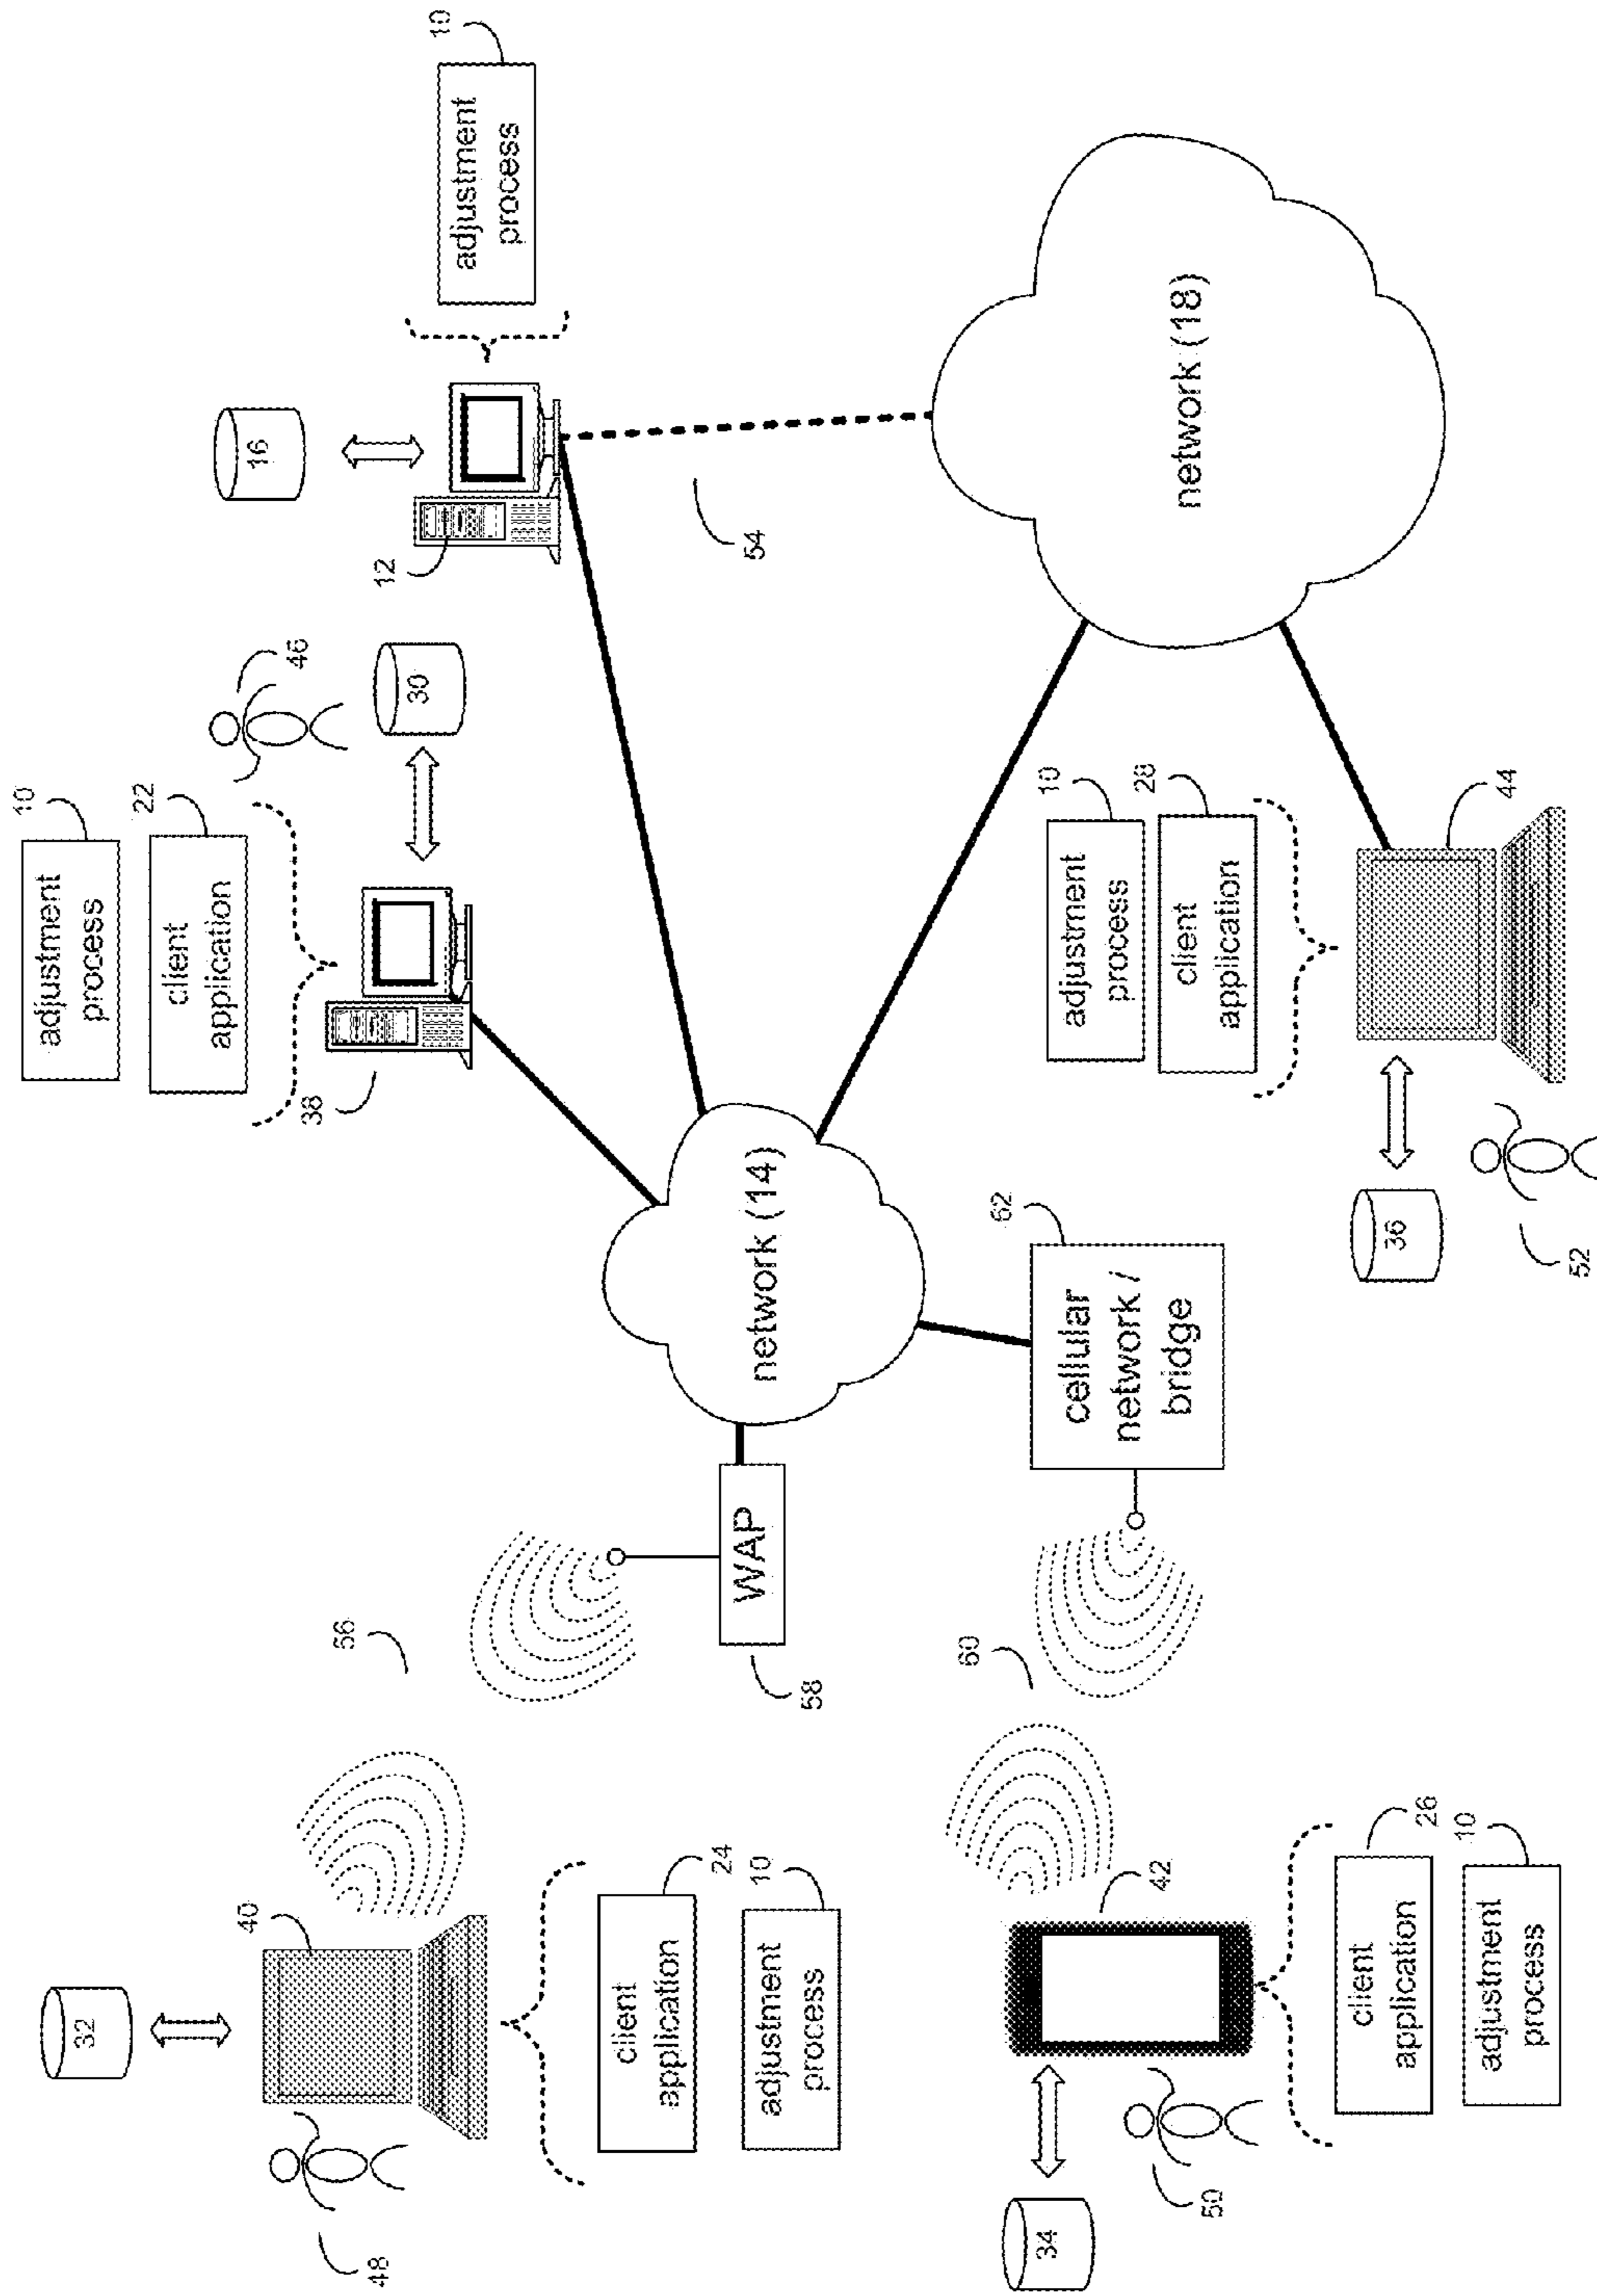 10
adjustment
process
32
22
client
application
40
16
46
38
56
48
12
30
10
adjustment
process
client
application
24
10
adjustment
process
WAP
58
network (14)
54
60
62
34
cellular
network /
bridge
10
adjustment
process
28
client
application
42
50
network (18)
client
application
26
10
adjustment
process
36
44
52